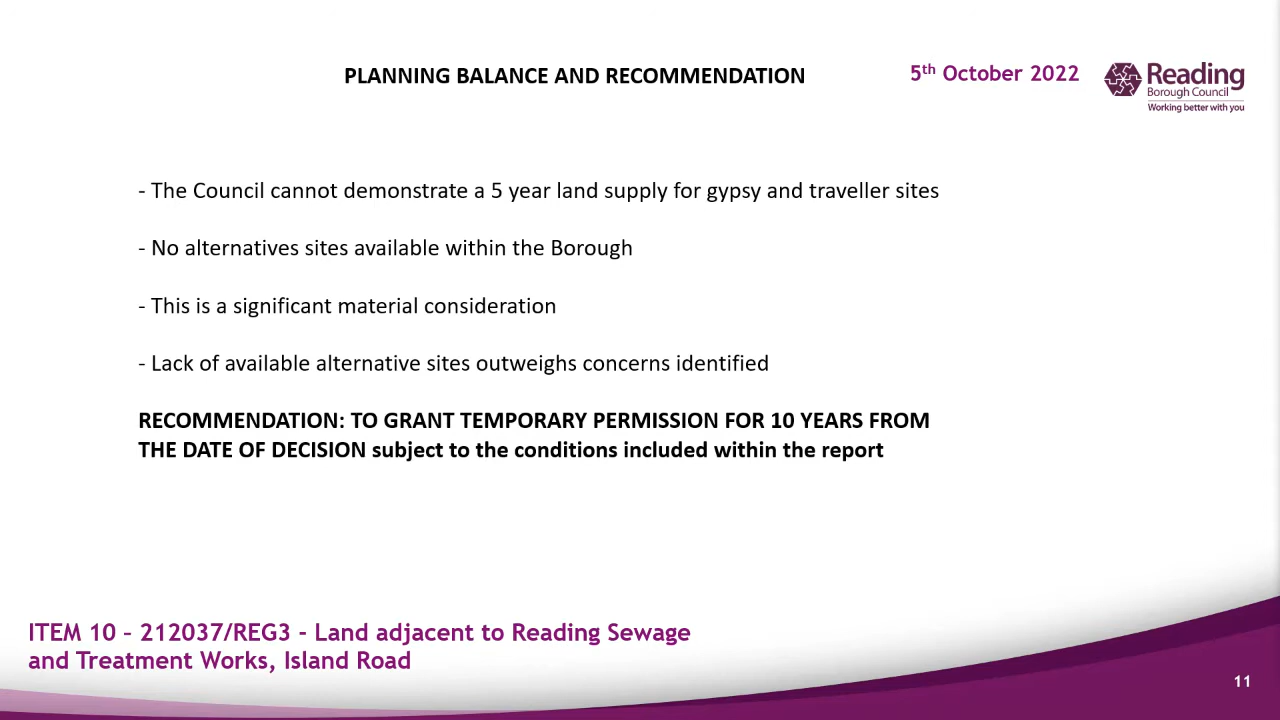 PLANNING BALANCE AND RECOMMENDATION
5th October 2022
Reading
Borough Council
Working better with you
- The Council cannot demonstrate a 5 year land supply for gypsy and traveller sites
- No alternatives sites available within the Borough
- This is a significant material consideration
- Lack of available alternative sites outweighs concerns identified
RECOMMENDATION: TO GRANT TEMPORARY PERMISSION FOR 10 YEARS FROM
THE DATE OF DECISION subject to the conditions included within the report
ITEM 10 – 212037/REG3 - Land adjacent to Reading Sewage
and Treatment Works, Island Road
11